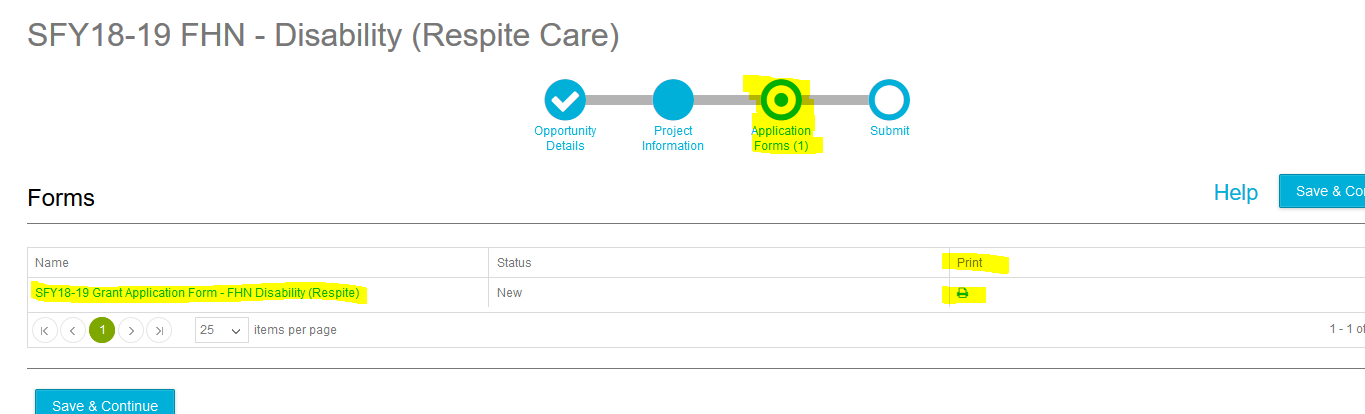 SFY18-19 FHN - Disability (Respite Care)
Opportunity Details
Project Information
Application Forms (1)
Submit
Forms
Help
Save & Co
Name
Status
Print
SFY18-19 Grant Application Form - FHN Disability (Respite)
New
1
25
items per page
1 - 1 of
Save & Continue